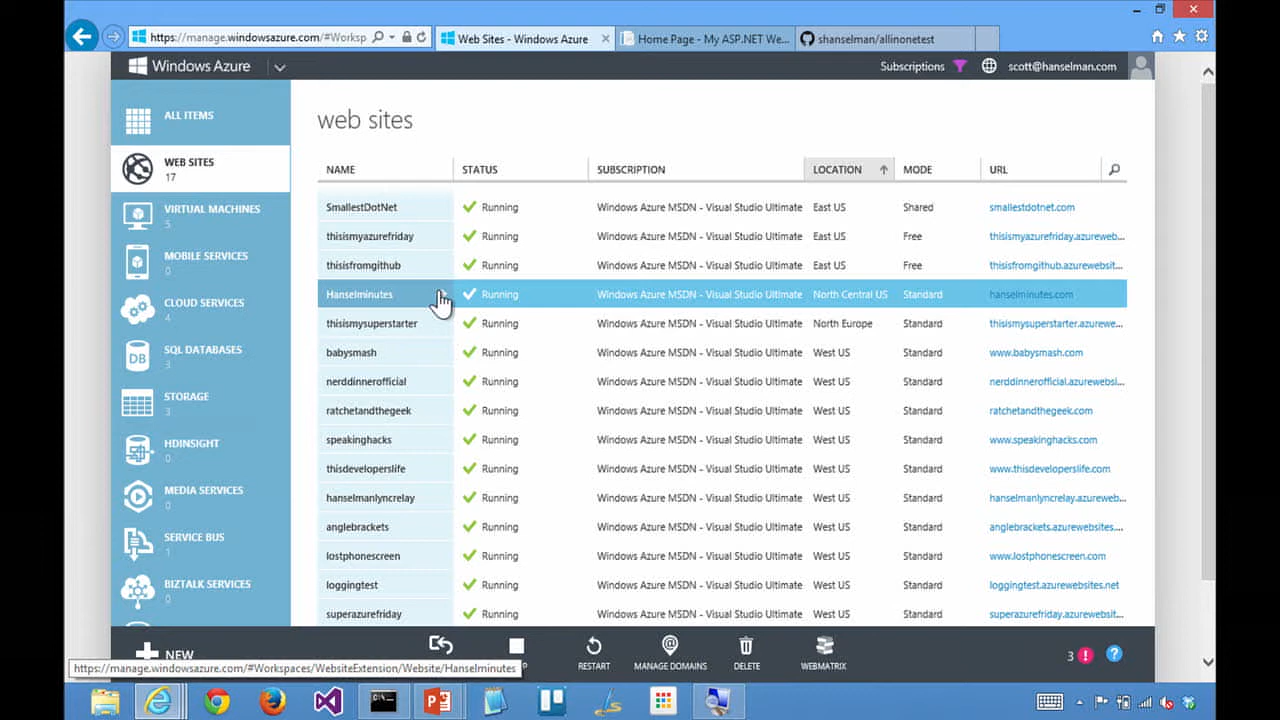 https://manage.windowsazure.com/#Worksp
Web Sites - Windows Azure
Home Page - My ASP.NET We...
shanselman/allinonetest
Windows Azure
Subscriptions
scott@hanselman.com
ALL ITEMS
WEB SITES
17
VIRTUAL MACHINES
5
MOBILE SERVICES
0
CLOUD SERVICES
4
SQL DATABASES
3
DB
STORAGE
3
HDINSIGHT
0
MEDIA SERVICES
0
SERVICE BUS
1
BIZTALK SERVICES
0
web sites
NAME STATUS SUBSCRIPTION LOCATION MODE URL
SmallestDotNet Running Windows Azure MSDN - Visual Studio Ultimate East US Shared smallestdotnet.com
thisismyazurefriday Running Windows Azure MSDN - Visual Studio Ultimate East US Free thisismyazurefriday.azureweb...
thisisfromgithub Running Windows Azure MSDN - Visual Studio Ultimate East US Free thisisfromgithub.azurewebsit...
Hanselminutes Running Windows Azure MSDN - Visual Studio Ultimate North Central US Standard hanselminutes.com
thisismysuperstarter Running Windows Azure MSDN - Visual Studio Ultimate North Europe Standard thisismysuperstarter.azurewe...
babysmash Running Windows Azure MSDN - Visual Studio Ultimate West US Standard www.babysmash.com
nerddinnerofficial Running Windows Azure MSDN - Visual Studio Ultimate West US Standard nerddinnerofficial.azurewebsi...
ratchetandthegeek Running Windows Azure MSDN - Visual Studio Ultimate West US Standard ratchetandthegeek.com
speakinghacks Running Windows Azure MSDN - Visual Studio Ultimate West US Standard www.speakinghacks.com
thisdeveloperslife Running Windows Azure MSDN - Visual Studio Ultimate West US Standard www.thisdeveloperslife.com
hanselmanlyncrelay Running Windows Azure MSDN - Visual Studio Ultimate West US Standard hanselmanlyncrelay.azureweb...
anglebrackets Running Windows Azure MSDN - Visual Studio Ultimate West US Standard anglebrackets.azurewebsites....
lostphonescreen Running Windows Azure MSDN - Visual Studio Ultimate West US Standard www.lostphonescreen.com
loggingtest Running Windows Azure MSDN - Visual Studio Ultimate West US Standard loggingtest.azurewebsites.net
superazurefriday Running Windows Azure MSDN - Visual Studio Ultimate West US Standard superazurefriday.azurewebsit...
NEW
P
RESTART
MANAGE DOMAINS
DELETE
WEBMATRIX
3 !
?
https://manage.windowsazure.com/#Workspaces/WebsiteExtension/Website/Hanselminutes